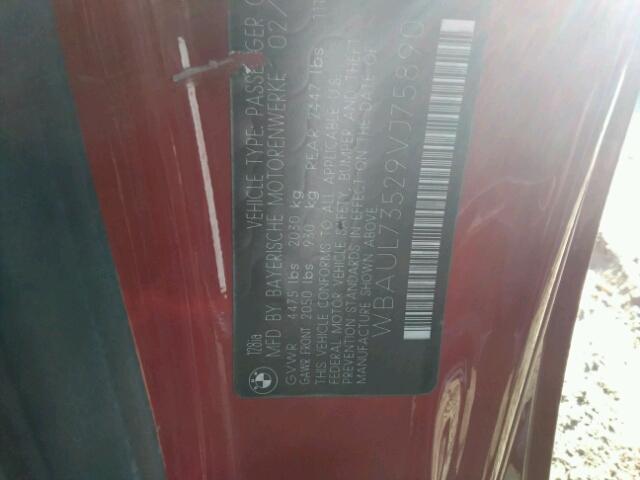 128ia
VEHICLE TYPE: PASSENGER
MFD BY BAYERISCHE MOTORENWERKE 02/
GVWR 4475 lbs 2030 kg
GAWR FRONT 2050 lbs 930 kg REAR 2447 lbs
THIS VEHICLE CONFORMS TO ALL APPLICABLE U.S.
FEDERAL MOTOR VEHICLE SAFETY, BUMPER AND THEFT
PREVENTION STANDARDS IN EFFECT ON THE DATE OF
MANUFACTURE SHOWN ABOVE.
WBAUL73529VJ75890
BMW